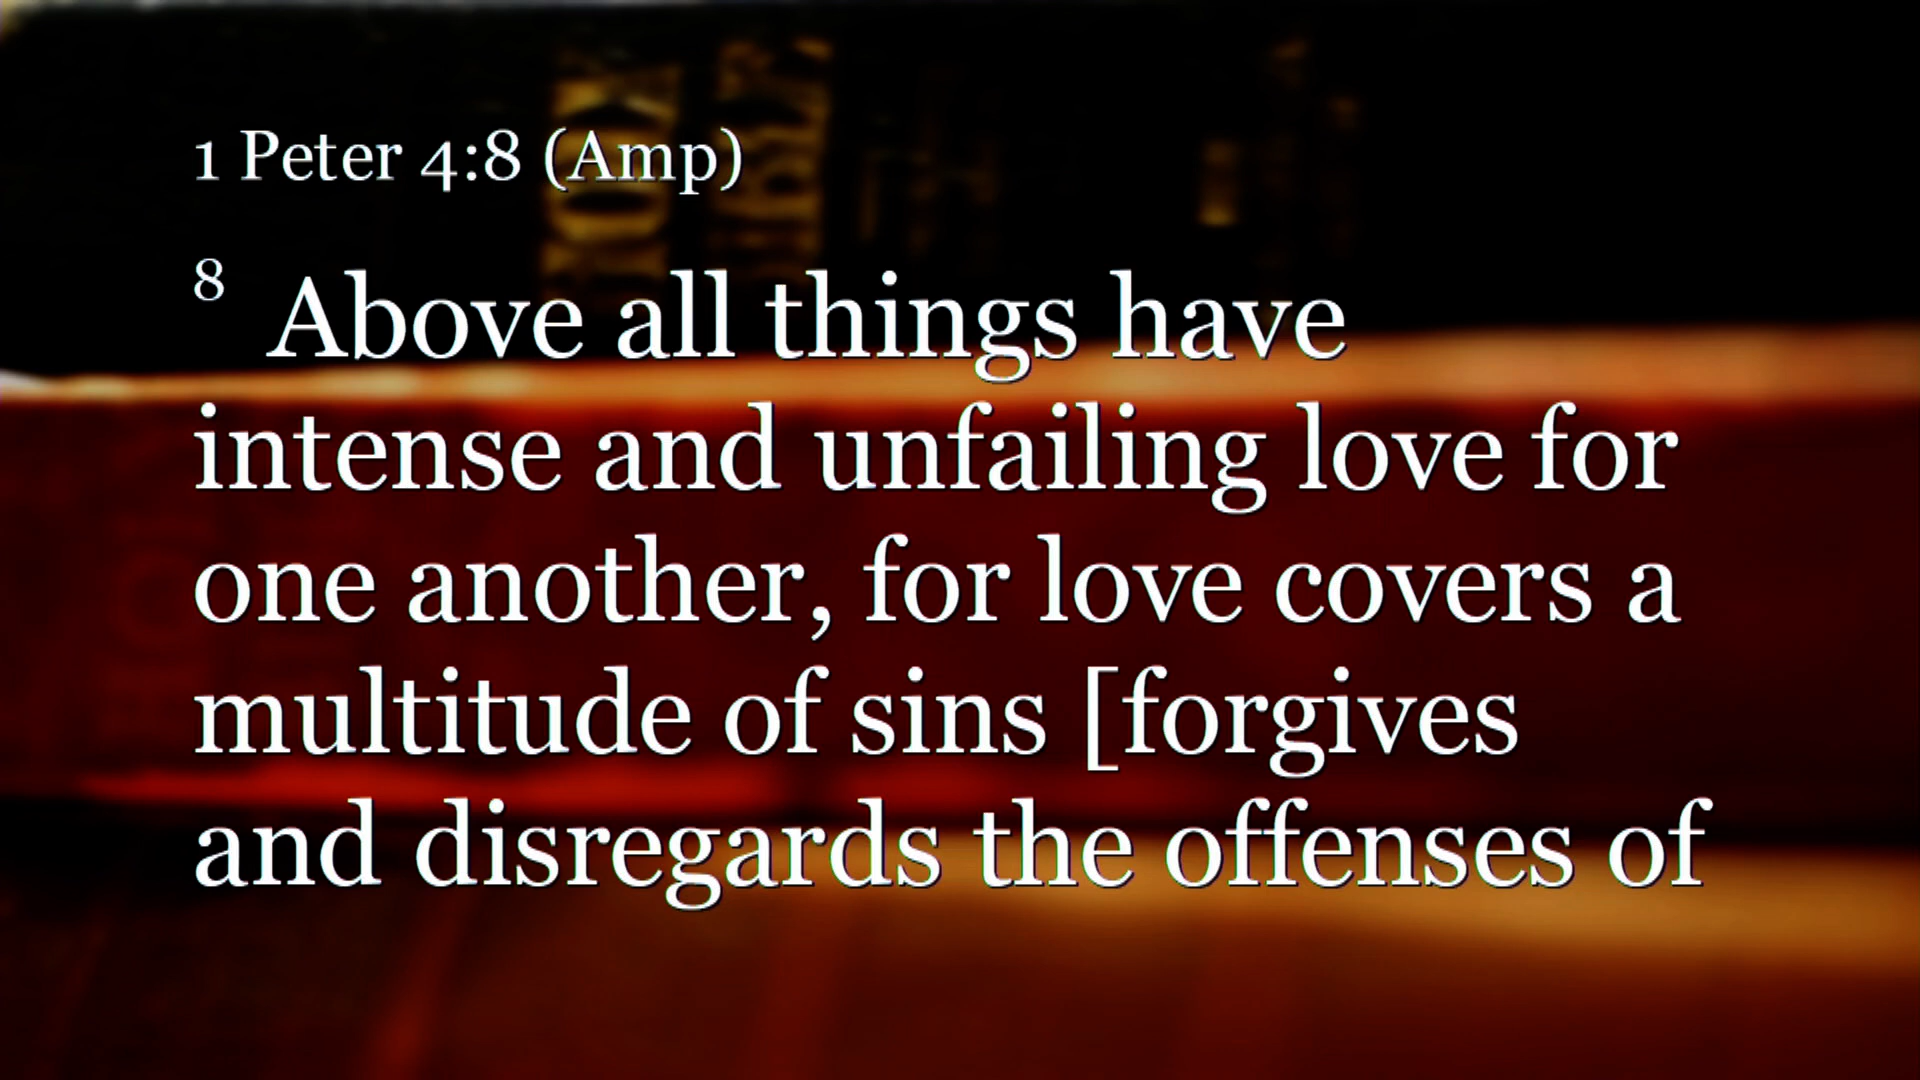 1 Peter 4:8 (Amp)
8 Above all things have
intense and unfailing love for
one another, for love covers a
multitude of sins [forgives
and disregards the offenses of